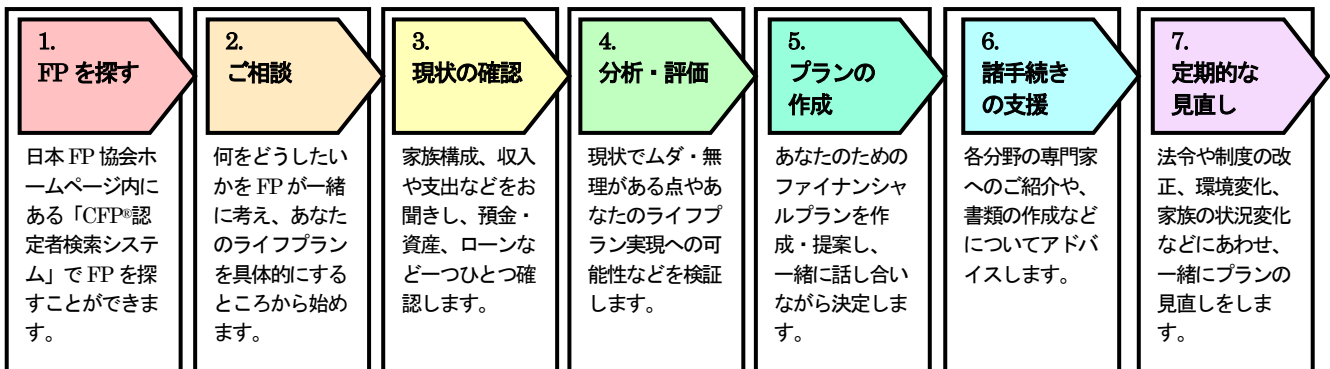 1.
FP を探す
日本 FP 協会ホ
ームページ内に
ある「CFP®認
定者検索システ
ム」で FP を探
すことができま
す。
2.
ご相談
何をどうしたい
かを FP が一緒
に考え、あなた
のライフプラン
を具体的にする
ところから始め
ます。
3.
現状の確認
家族構成、収入
や支出などをお
聞きし、預金・
資産、ローンな
ど一つひとつ確
認します。
4.
分析・評価
現状でムダ・無
理がある点やあ
なたのライフプ
ラン実現への可
能性などを検証
します。
5.
プランの
作成
あなたのための
ファイナンシャ
ルプランを作
成・提案し、
一緒に話し合い
ながら決定しま
す。
6.
諸手続き
の支援
各分野の専門家
へのご紹介や、
書類の作成など
についてアドバ
イスします。
7.
定期的な
見直し
法令や制度の改
正、環境変化、
家族の状況変化
などにあわせ、
一緒にプランの
見直しをしま
す。